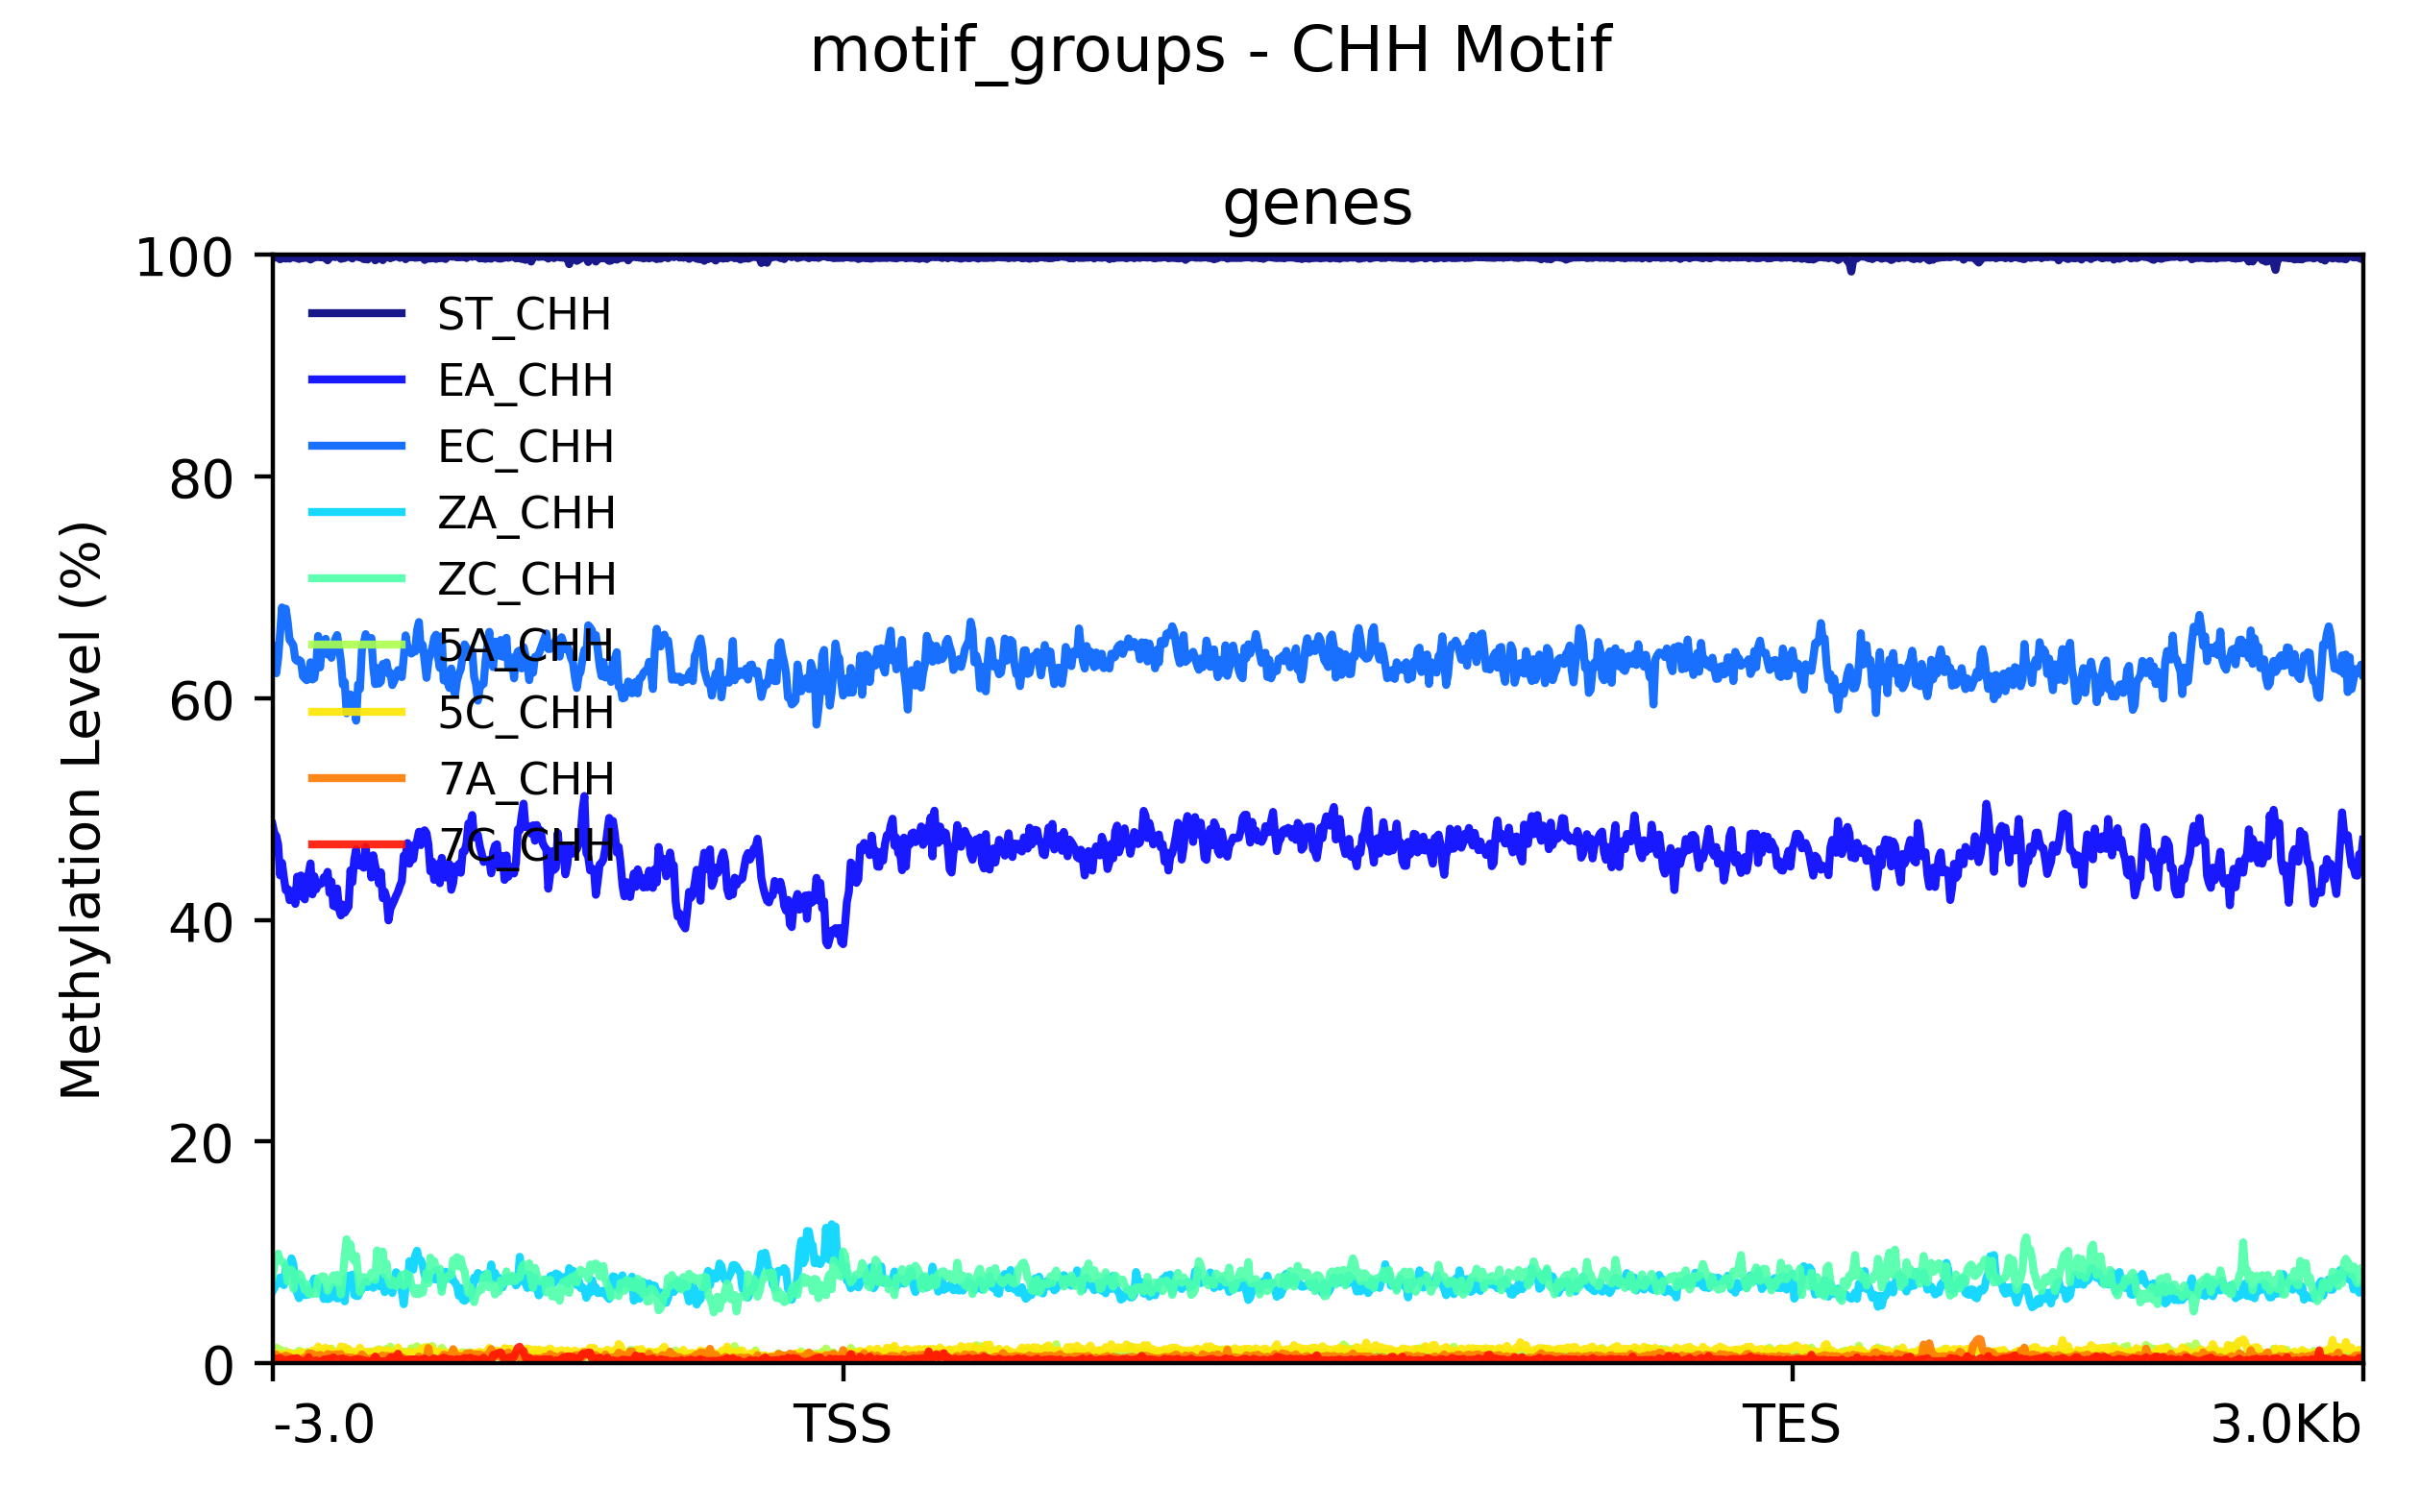 motif_groups - CHH Motif
genes
Methylation Level (%)
100
80
60
40
20
0
ST_CHH
EA_CHH
EC_CHH
ZA_CHH
ZC_CHH
5A_CHH
5C_CHH
7A_CHH
7C_CHH
-3.0
TSS
TES
3.0Kb